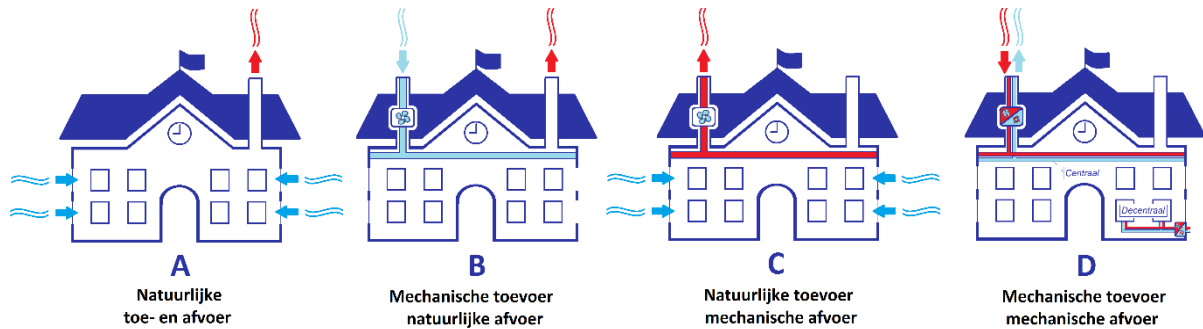 Centraal
Decentraal
A
B
C
D
Natuurlijke
toe- en afvoer
Mechanische toevoer
natuurlijke afvoer
Natuurlijke toevoer
mechanische afvoer
Mechanische toevoer
mechanische afvoer